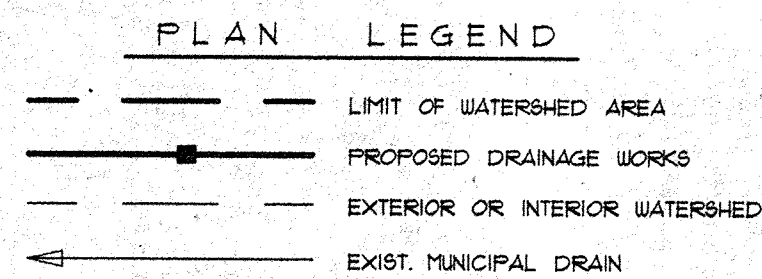 PLAN LEGEND
LIMIT OF WATERSHED AREA
PROPOSED DRAINAGE WORKS
EXTERIOR OR INTERIOR WATERSHED
EXIST. MUNICIPAL DRAIN